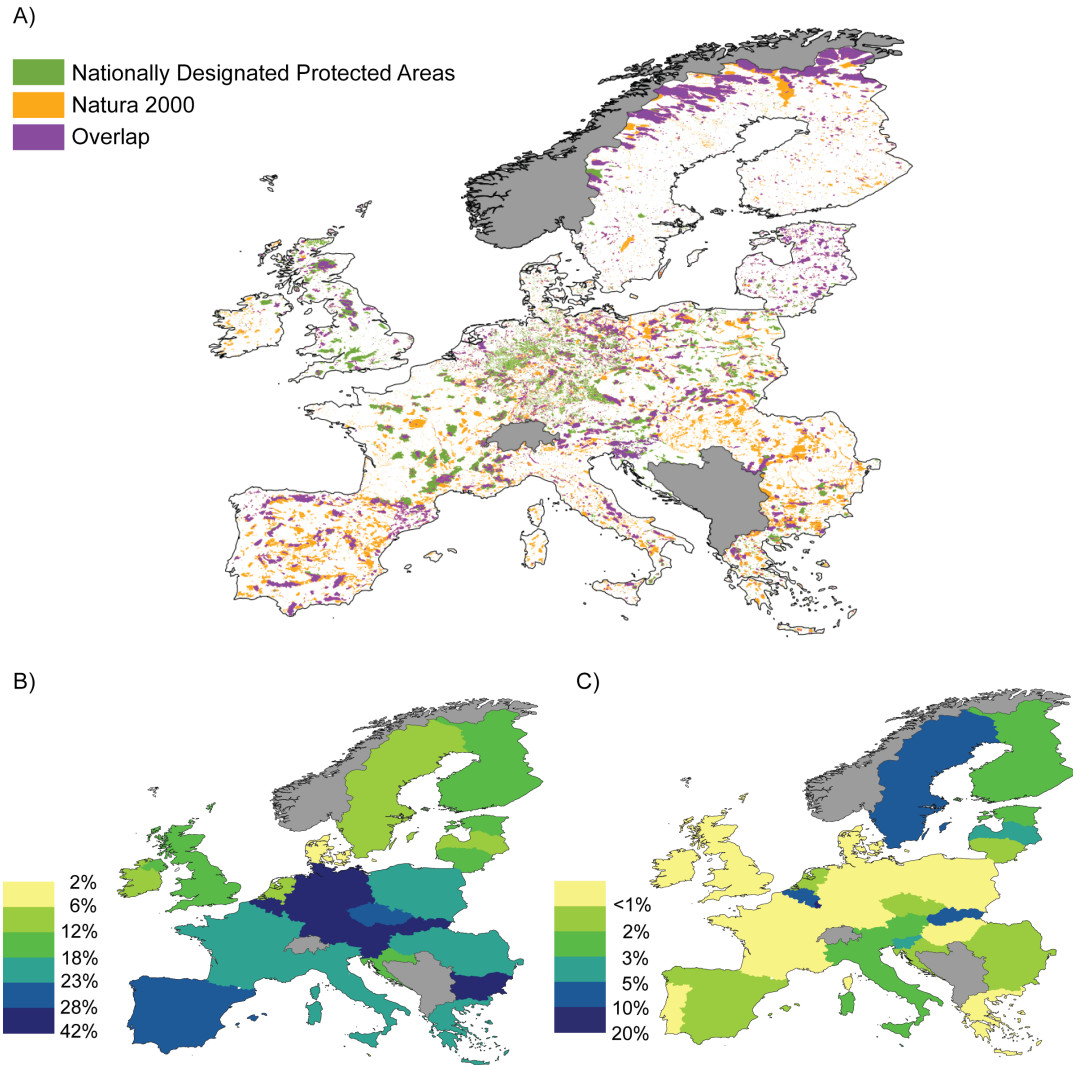 A)
Nationally Designated Protected Areas
Natura 2000
Overlap
B)
2%
6%
12%
18%
23%
28%
42%
C)
<1%
2%
3%
5%
10%
20%